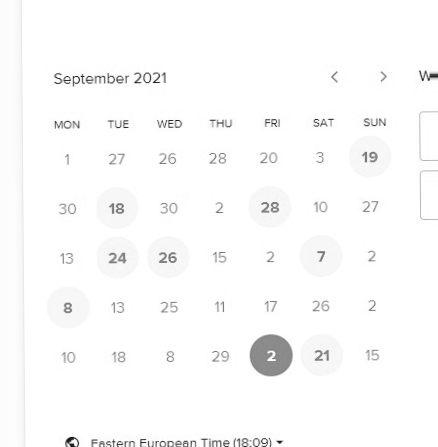 September 2021
MON TUE WED THU FRI SAT SUN
1 27 26 28 20 3 19
30 18 30 2 28 10 27
13 24 26 15 2 7 2
8 13 25 11 17 26 2
10 18 8 29 2 21 15
Eastern European Time (18:09)